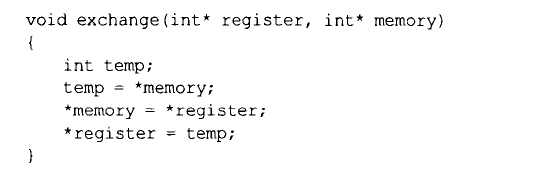 void exchange(int* register, int* memory)
{
    int temp;
    temp = *memory;
    *memory = *register;
    *register = temp;
}